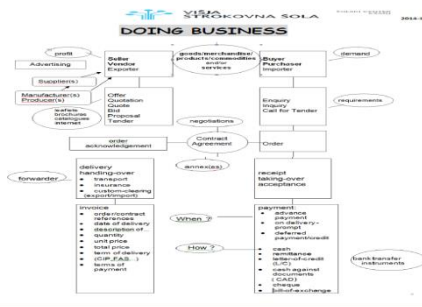 VIŠJA
STROKOVNA ŠOLA
DOING BUSINESS
profit
Advertising
Supplier(s)
Manufacturer(s)
Producer(s)
leaflets
brochures
catalogues
internet
Seller
Vendor
Exporter
goods/merchandise/
products/commodities
and/or
services
Buyer
Purchaser
Importer
demand
Offer
Quotation
Quote
Bid
Proposal
Tender
negotiations
Enquiry
Inquiry
Call for Tender
requirements
order
acknowledgement
Contract
Agreement
Order
annex(es)
forwarder
delivery
handing-over
• transport
• insurance
• custom-clearing
(export/import)
receipt
taking-over
acceptance
invoice
• order/contract
references
• date of delivery
• description of...
• quantity
• unit price
• total price
• term of delivery
(CIP,FAS...)
• terms of
payment
When ?
How ?
payment:
• advance
payment
• on delivery-
prompt
• deferred
payment/credit
• cash
• remittance
• letter-of-credit
(L/C)
• cash against
documents
(CAD)
• cheque
• bill-of-exchange
bank transfer
instruments